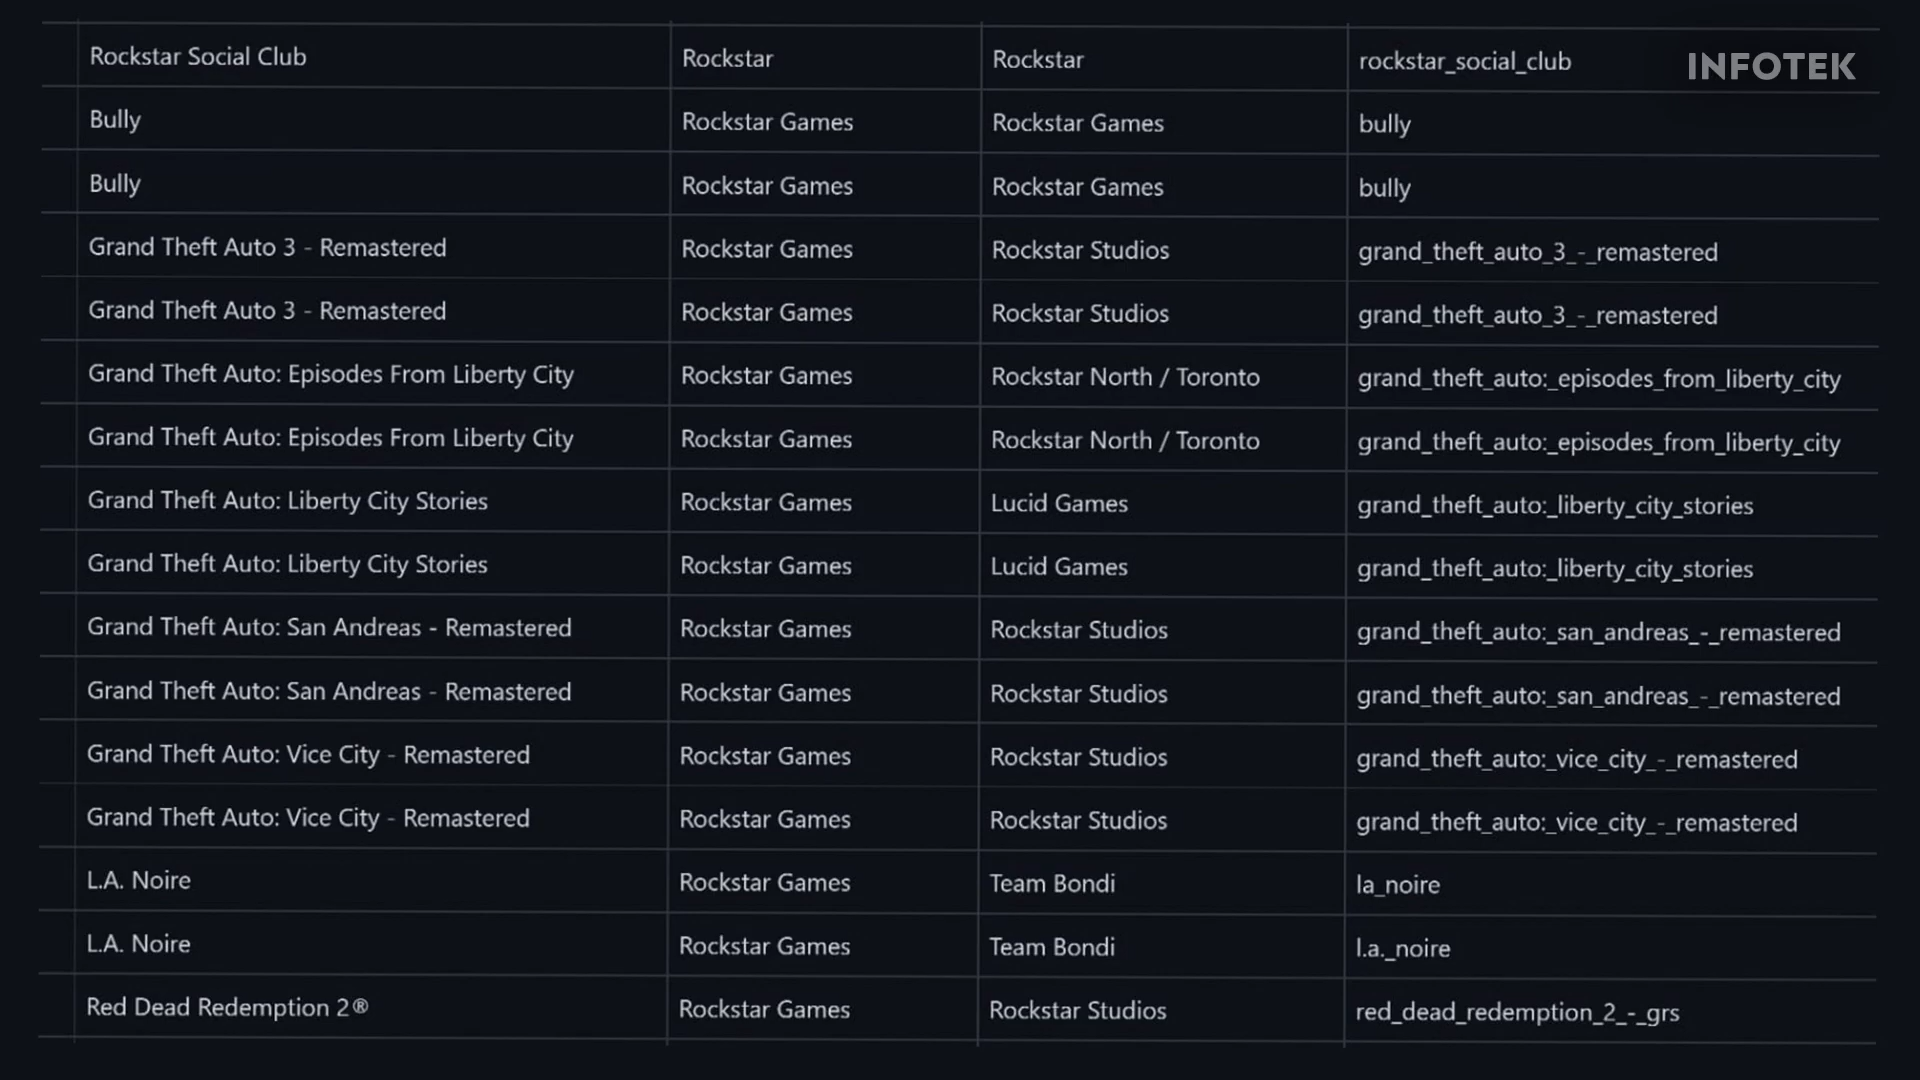 Rockstar Social Club Rockstar Rockstar rockstar_social_club INFOTEK
Bully Rockstar Games Rockstar Games bully
Bully Rockstar Games Rockstar Games bully
Grand Theft Auto 3 - Remastered Rockstar Games Rockstar Studios grand_theft_auto_3_-_remastered
Grand Theft Auto 3 - Remastered Rockstar Games Rockstar Studios grand_theft_auto_3_-_remastered
Grand Theft Auto: Episodes From Liberty City Rockstar Games Rockstar North / Toronto grand_theft_auto:_episodes_from_liberty_city
Grand Theft Auto: Episodes From Liberty City Rockstar Games Rockstar North / Toronto grand_theft_auto:_episodes_from_liberty_city
Grand Theft Auto: Liberty City Stories Rockstar Games Lucid Games grand_theft_auto:_liberty_city_stories
Grand Theft Auto: Liberty City Stories Rockstar Games Lucid Games grand_theft_auto:_liberty_city_stories
Grand Theft Auto: San Andreas - Remastered Rockstar Games Rockstar Studios grand_theft_auto:_san_andreas_-_remastered
Grand Theft Auto: San Andreas - Remastered Rockstar Games Rockstar Studios grand_theft_auto:_san_andreas_-_remastered
Grand Theft Auto: Vice City - Remastered Rockstar Games Rockstar Studios grand_theft_auto:_vice_city_-_remastered
Grand Theft Auto: Vice City - Remastered Rockstar Games Rockstar Studios grand_theft_auto:_vice_city_-_remastered
L.A. Noire Rockstar Games Team Bondi la_noire
L.A. Noire Rockstar Games Team Bondi l.a._noire
Red Dead Redemption 2® Rockstar Games Rockstar Studios red_dead_redemption_2_-_grs